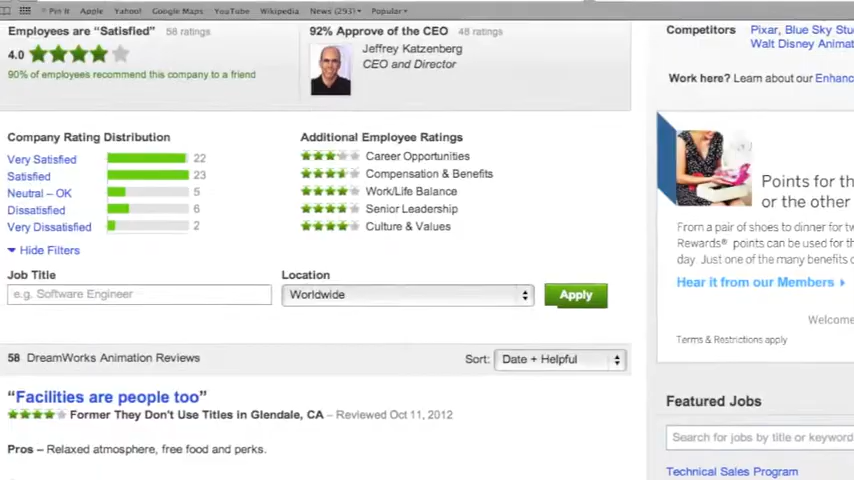 Pin It Apple Yahoo! Google Maps YouTube Wikipedia News (293) Popular
Employees are “Satisfied” 58 ratings
4.0
90% of employees recommend this company to a friend
92% Approve of the CEO 48 ratings
Jeffrey Katzenberg
CEO and Director
Competitors Pixar, Blue Sky Stu
Walt Disney Animat
Work here? Learn about our Enhanc
Company Rating Distribution
Very Satisfied 22
Satisfied 23
Neutral – OK 5
Dissatisfied 6
Very Dissatisfied 2
Hide Filters
Additional Employee Ratings
Career Opportunities
Compensation & Benefits
Work/Life Balance
Senior Leadership
Culture & Values
Job Title
e.g. Software Engineer
Location
Worldwide
Apply
58 DreamWorks Animation Reviews
Sort: Date + Helpful
“Facilities are people too”
Former They Don't Use Titles in Glendale, CA – Reviewed Oct 11, 2012
Pros – Relaxed atmosphere, free food and perks.
Points for th
or the other
From a pair of shoes to dinner for tw
Rewards® points can be used for th
day. Just one of the many benefits o
Hear it from our Members
Welcome
Terms & Restrictions apply
Featured Jobs
Search for jobs by title or keyword
Technical Sales Program